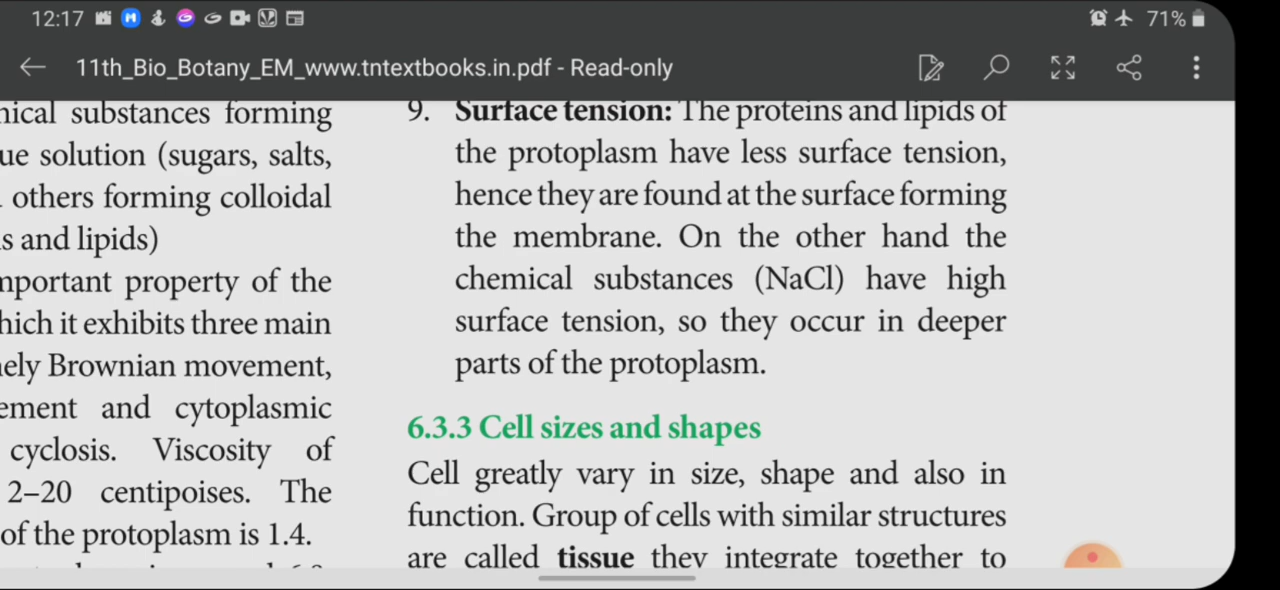 12:17
71%
11th_Bio_Botany_EM_www.tntextbooks.in.pdf - Read-only
substances forming
solution (sugars, salts,
others forming colloidal
and lipids)
property of the
it exhibits three main
Brownian movement,
and cytoplasmic
cyclosis. Viscosity of
2–20 centipoises. The
of the protoplasm is 1.4.
9. Surface tension: The proteins and lipids of
the protoplasm have less surface tension,
hence they are found at the surface forming
the membrane. On the other hand the
chemical substances (NaCl) have high
surface tension, so they occur in deeper
parts of the protoplasm.
6.3.3 Cell sizes and shapes
Cell greatly vary in size, shape and also in
function. Group of cells with similar structures
are called tissue they integrate together to